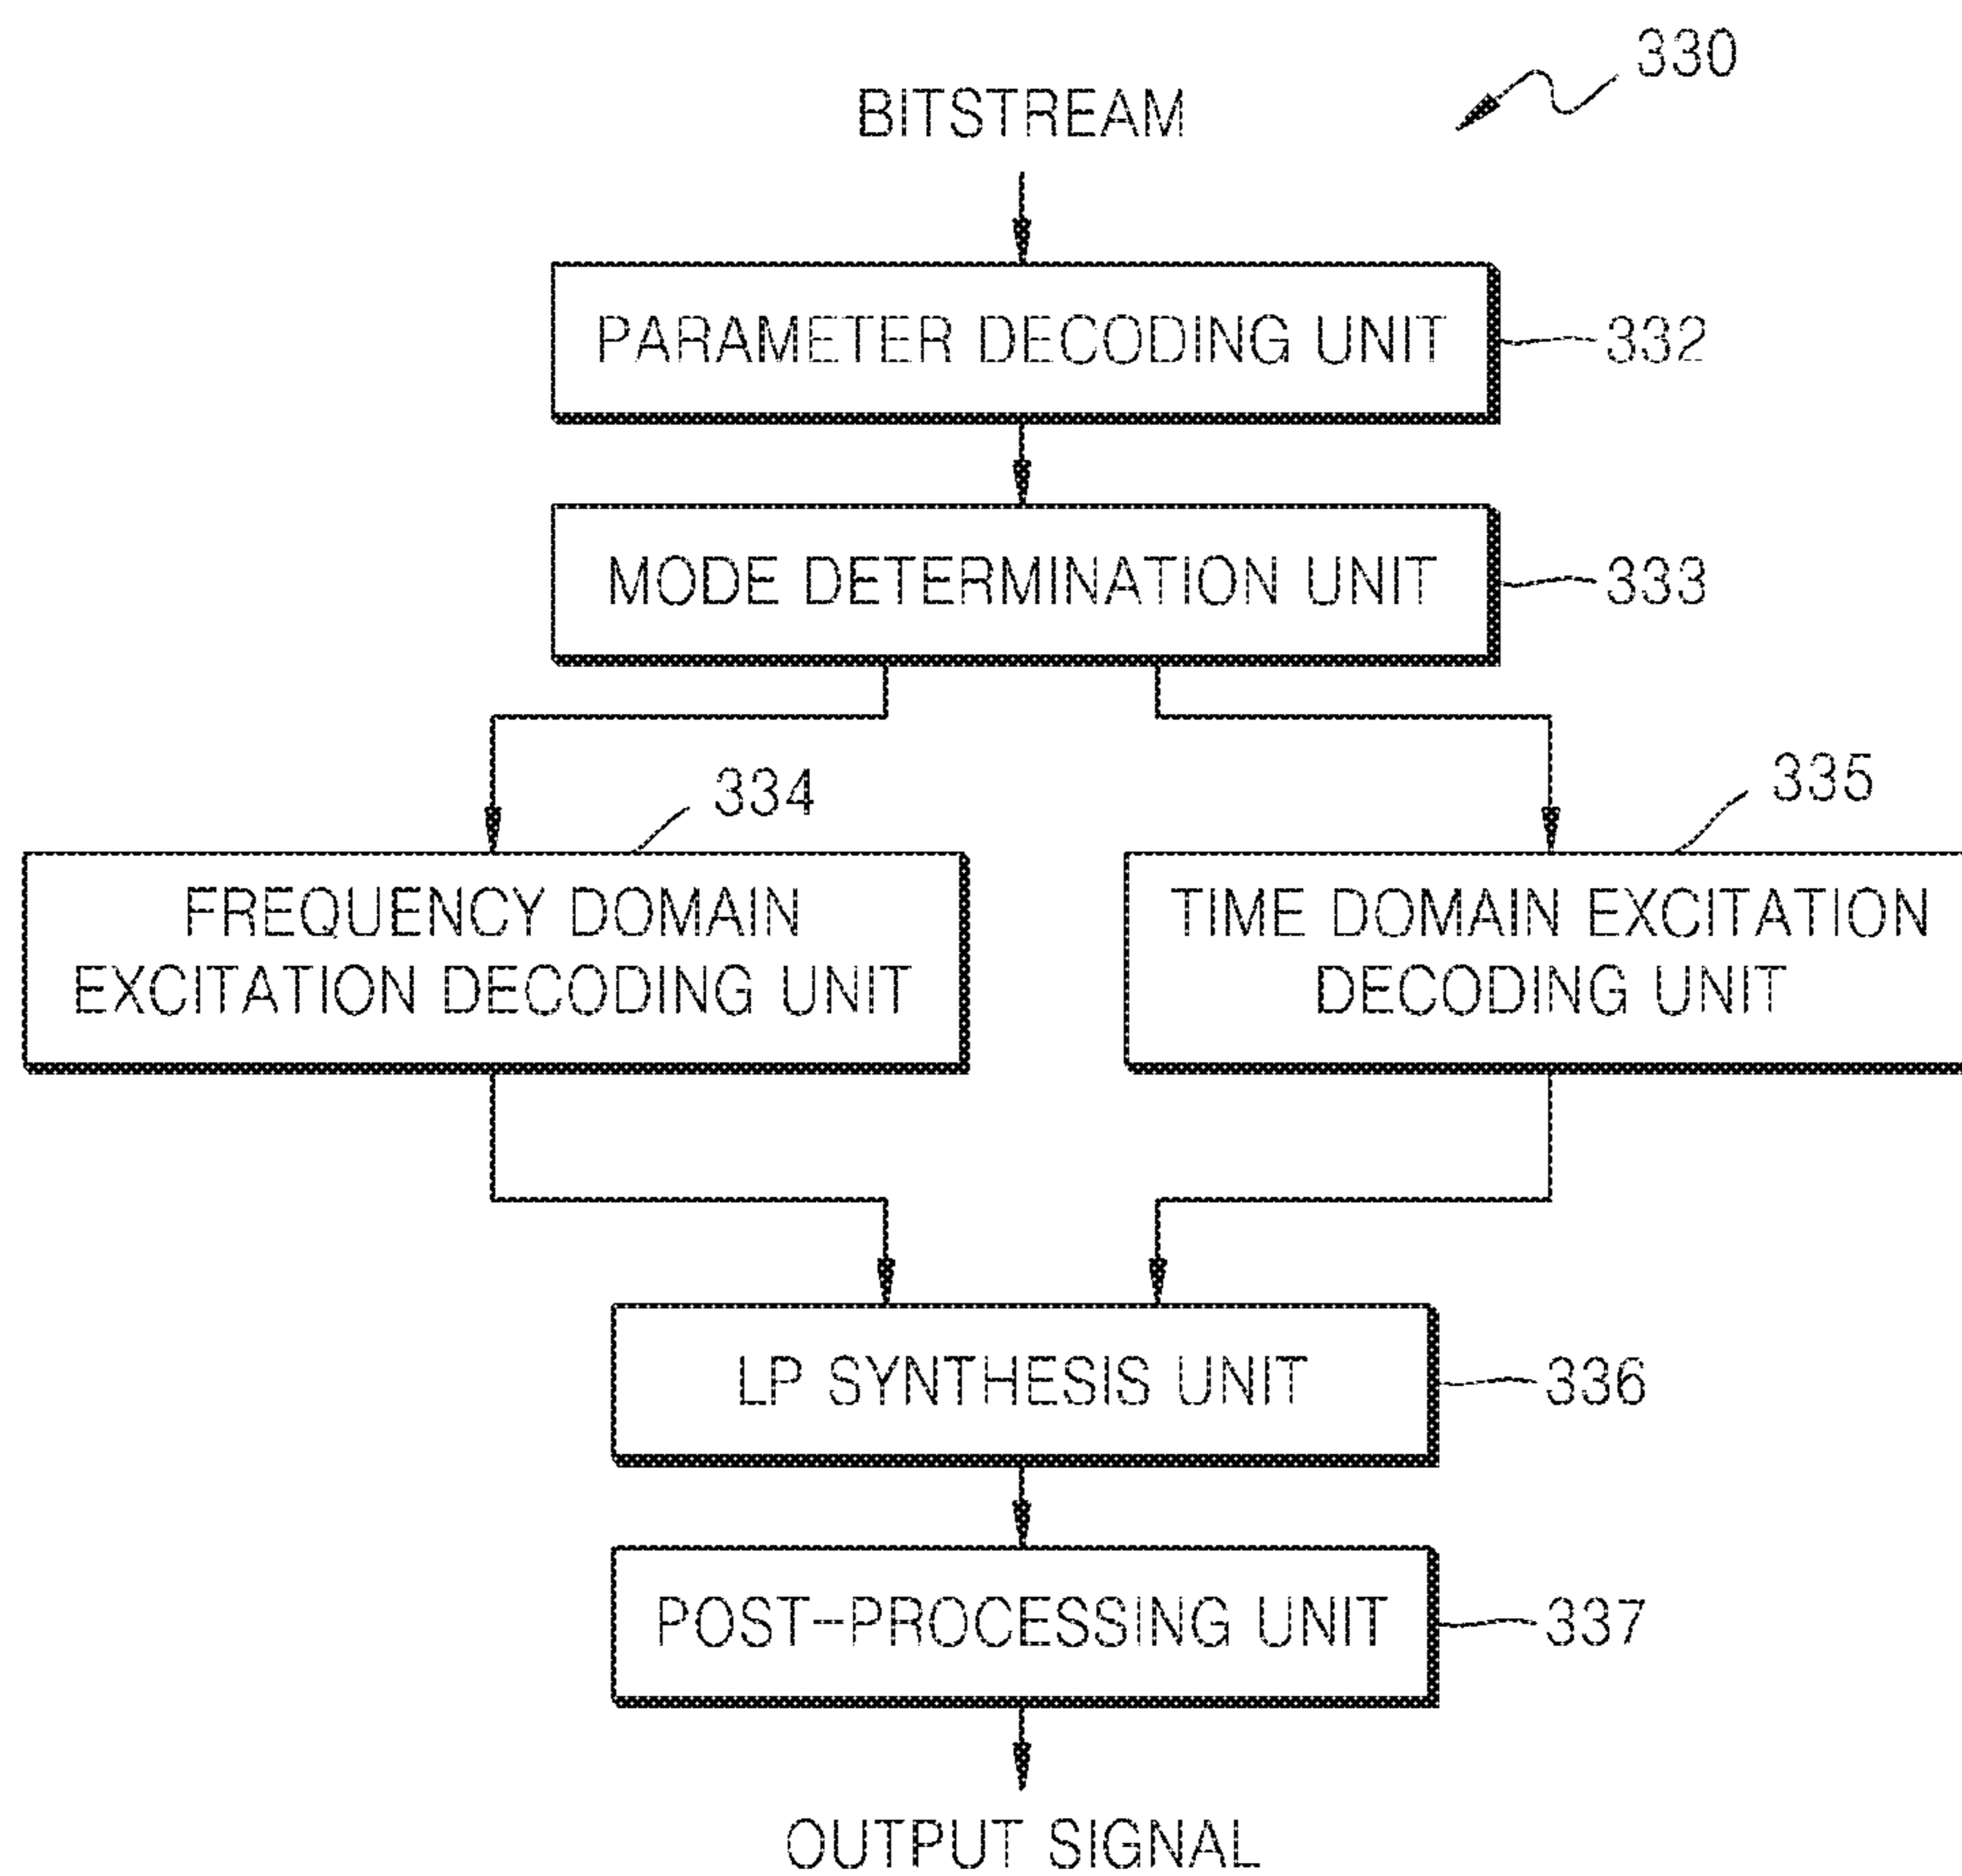 330
BITSTREAM
PARAMETER DECODING UNIT
332
MODE DETERMINATION UNIT
333
334
335
FREQUENCY DOMAIN
EXCITATION DECODING UNIT
TIME DOMAIN EXCITATION
DECODING UNIT
LP SYNTHESIS UNIT
336
POST-PROCESSING UNIT
337
OUTPUT SIGNAL